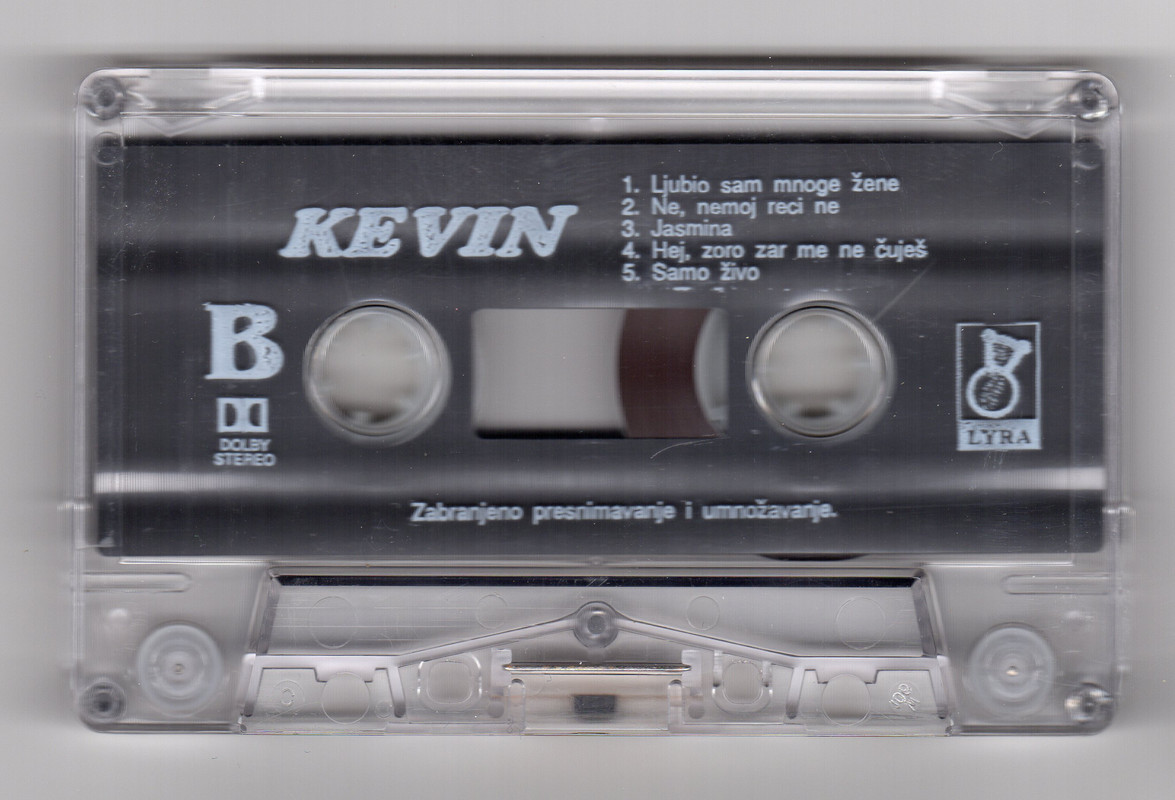 KEVIN
1. Ljubio sam mnoge žene
2. Ne, nemoj reci ne
3. Jasmina
4. Hej, zoro zar me ne čuješ
5. Samo živo
B
DOLBY
STEREO
LYRA
Zabranjeno presnimavanje i umnožavanje.